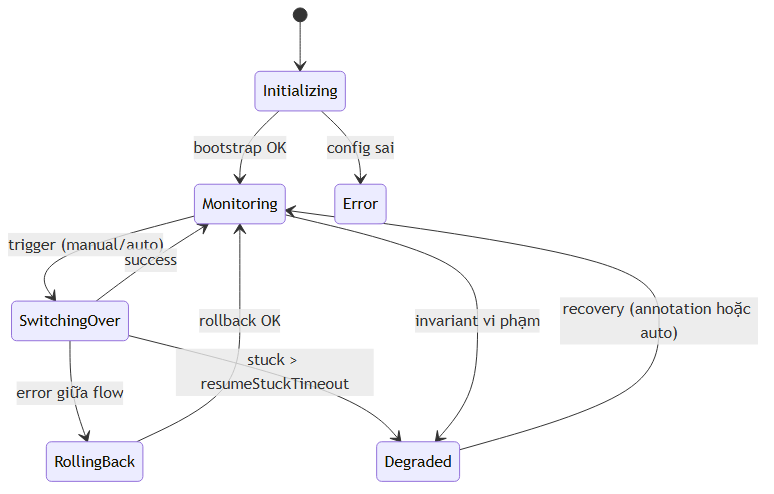 Initializing
bootstrap OK
config sai
Monitoring
Error
trigger (manual/auto)
success
SwitchingOver
rollback OK
invariant vi phạm
recovery (annotation hoặc
auto)
stuck >
resumeStuckTimeout
error giữa flow
RollingBack
Degraded